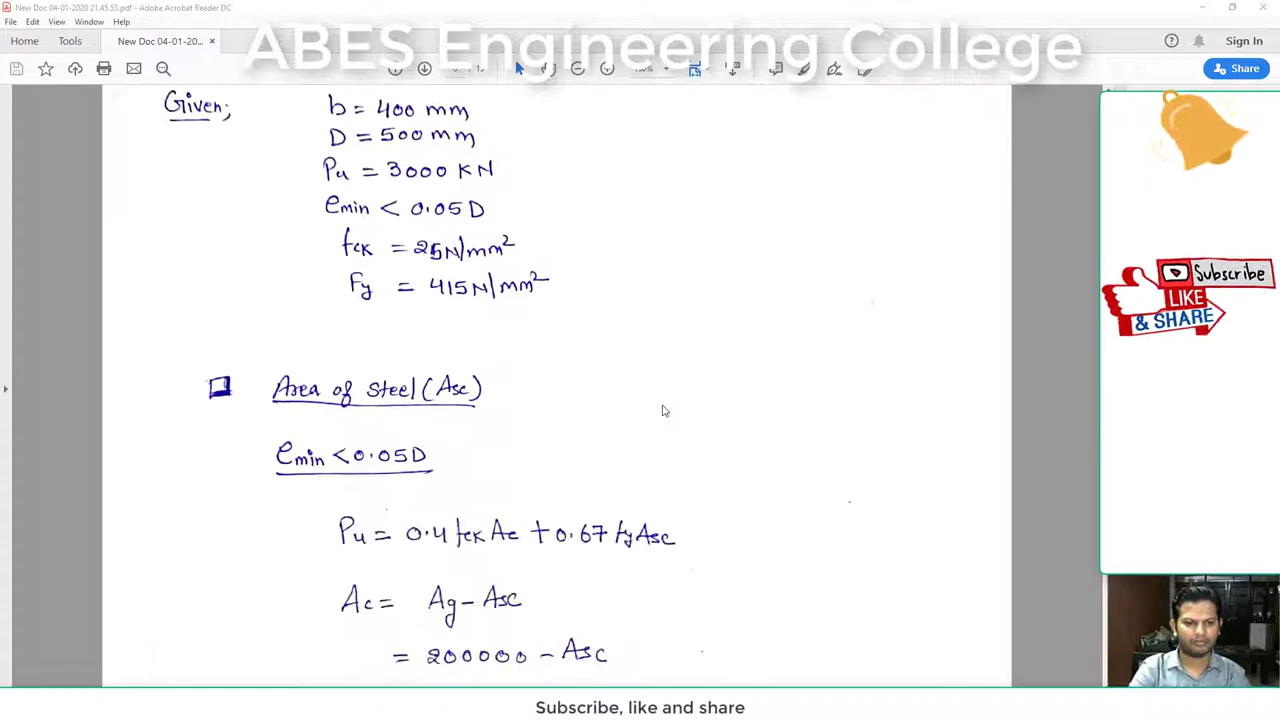 New Doc 04-01-2020 21.45.53.pdf - Adobe Acrobat Reader DC
File Edit View Window Help
Home Tools New Doc 04-01-20... ×
Sign In
ABES Engineering College
Share
Given;
b = 400 mm
D = 500 mm
Pu = 3000 KN
emin < 0.05D
fck = 25N/mm²
Fy = 415N/mm²
Subscribe
LIKE
& SHARE
Area of Steel (Asc)
emin < 0.05D
Pu = 0.4 fck Ac + 0.67 fy Asc
Ac = Ag - Asc
= 200000 - Asc
Subscribe, like and share